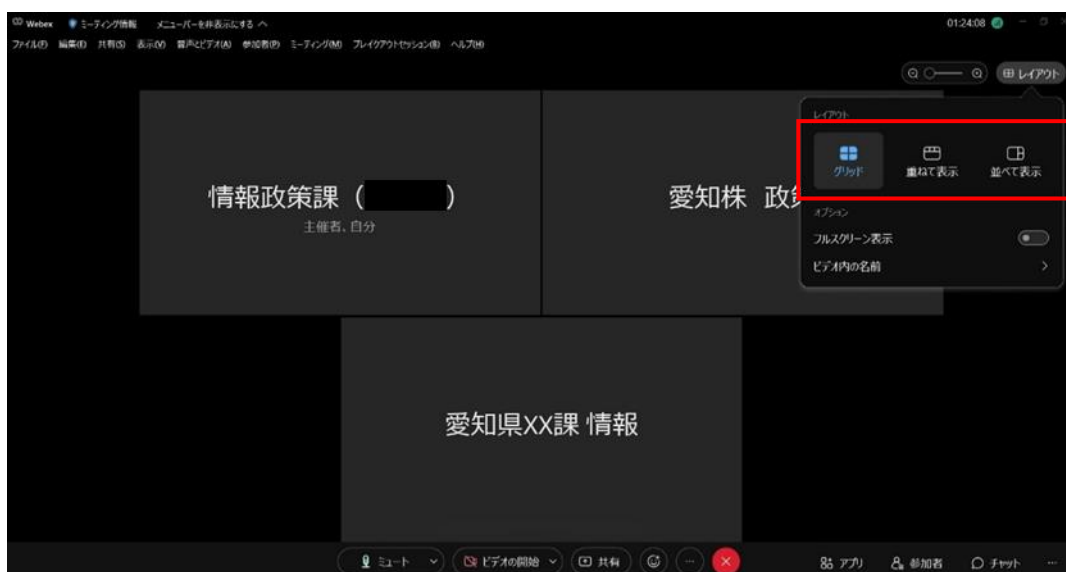 Webex ミーティング情報 メニューバーを非表示にする 01:24:08
ファイル(F) 編集(E) 共有(S) 表示(V) 音声とビデオ(A) 参加者(P) ミーティング(M) ブレイクアウトセッション(B) ヘルプ(H)
レイアウト
レイアウト
グリッド 重ねて表示 並べて表示
オプション
フルスクリーン表示
ビデオ内の名前
情報政策課（ ）
主催者、自分
愛知株 政
愛知県XX課 情報
ミュート ビデオの開始 共有 アプリ 参加者 チャット